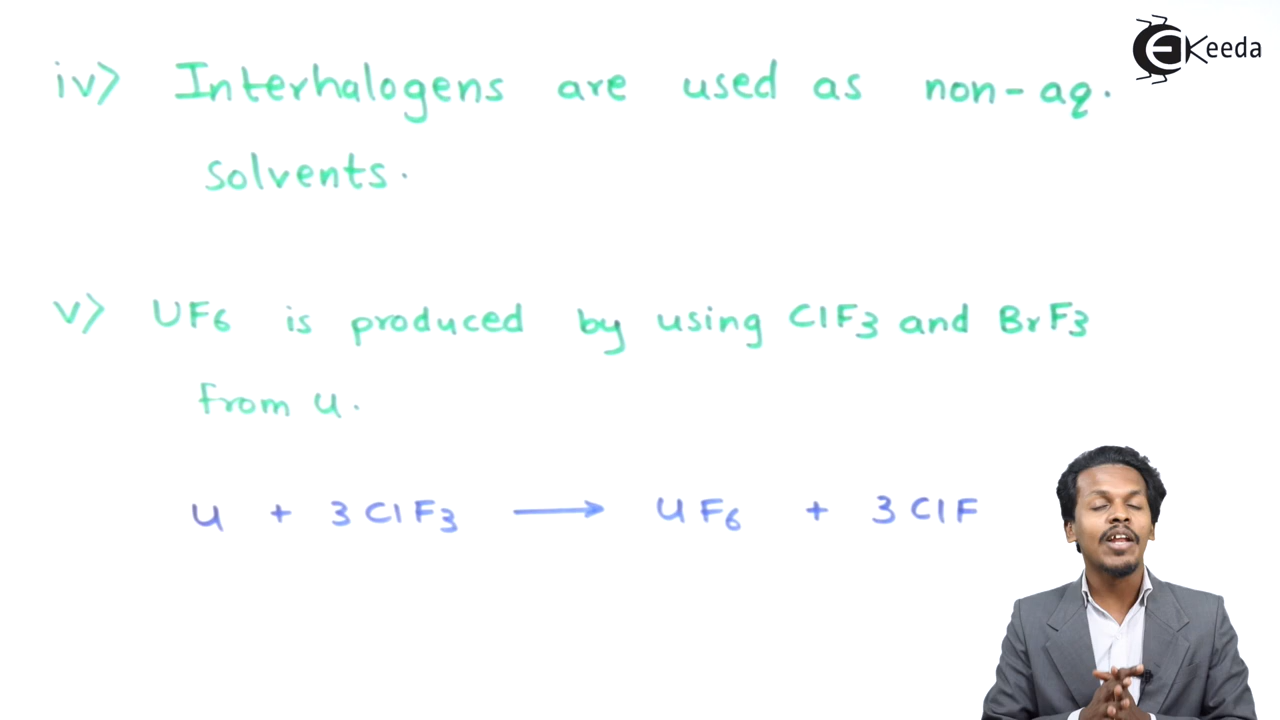 EKeeda
iv> Interhalogens are used as non-aq.
solvents.
v> UF6 is produced by using ClF3 and BrF3
from U.
U + 3ClF3 ⟶ UF6 + 3ClF